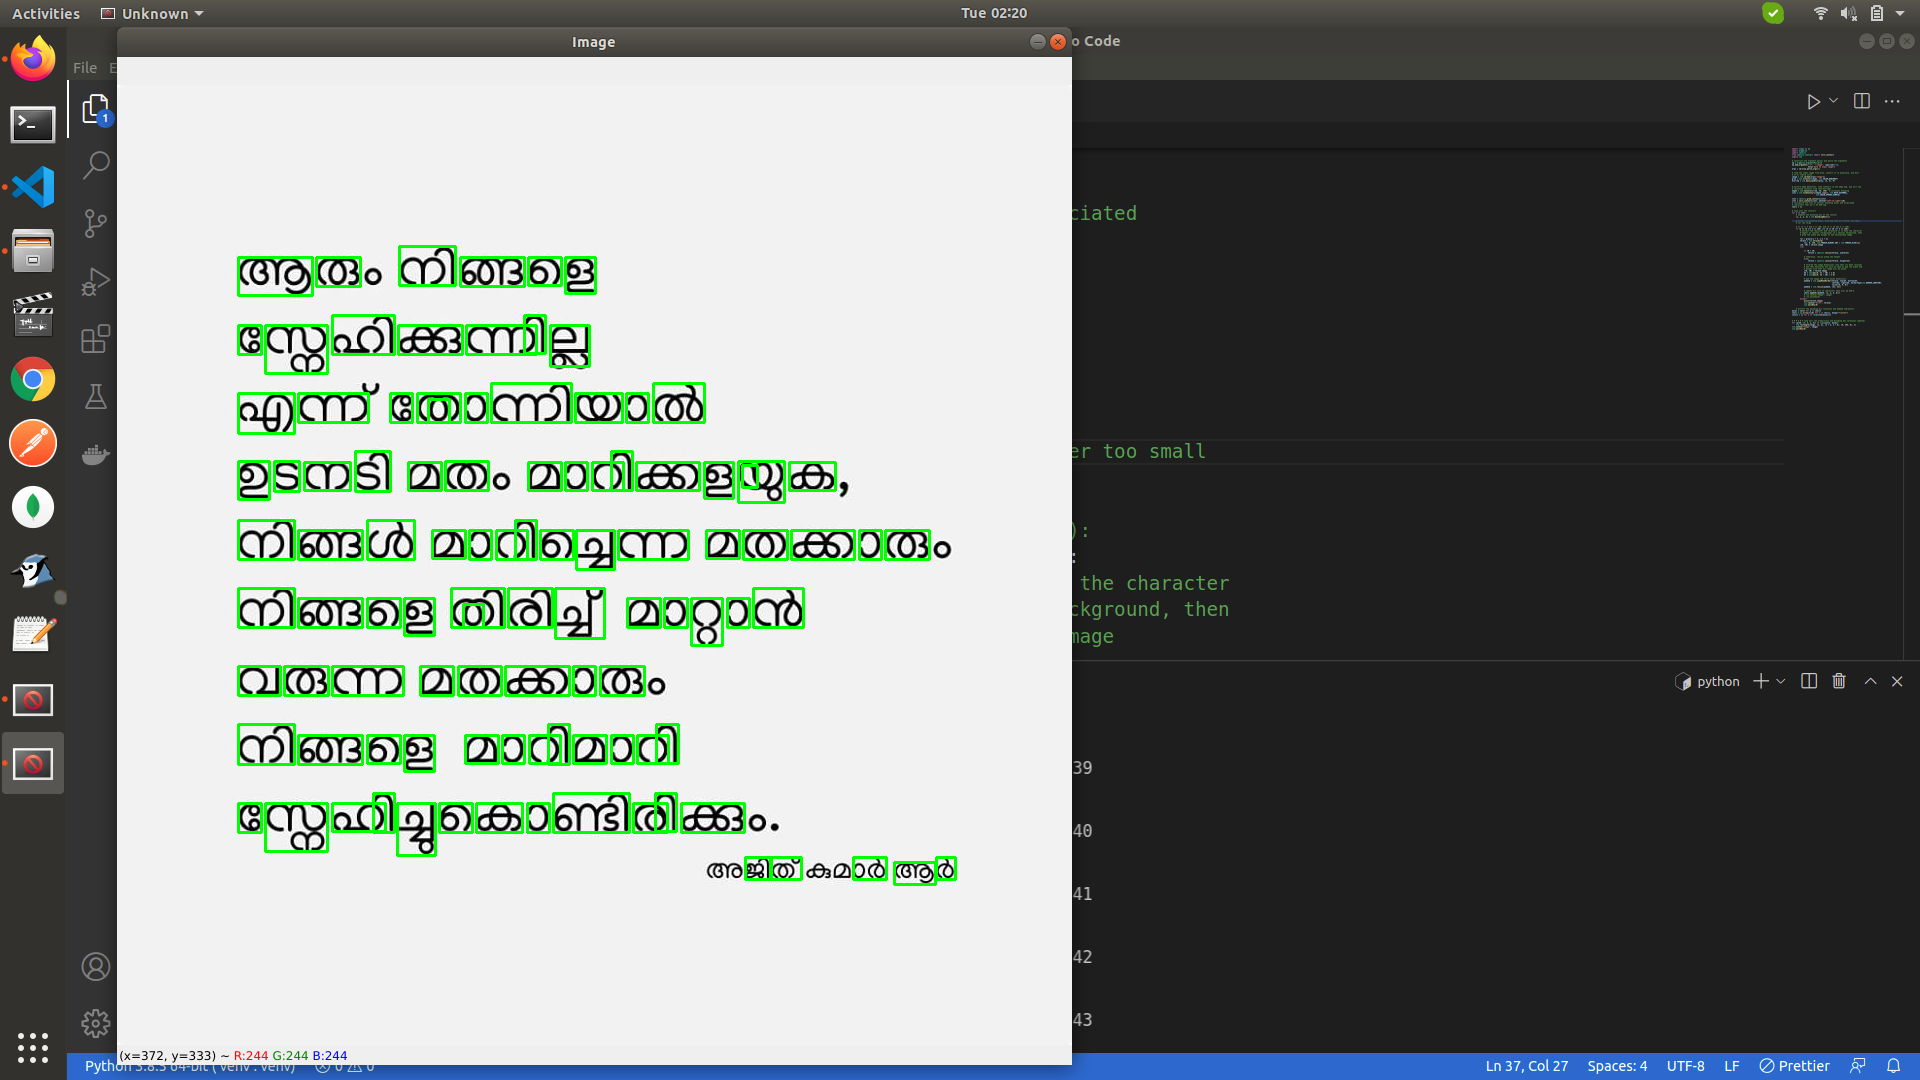 Activities
Unknown
Tue 02:20
Image
o Code
File E
1
ആരും നിങ്ങളെ
സ്നേഹിക്കുന്നില്ല
എന്ന് തോന്നിയാൽ
ഉടനടി മതം മാറിക്കളയുക,
നിങ്ങൾ മാറിച്ചെന്ന മതക്കാരും
നിങ്ങളെ തിരിച്ച് മാറ്റാൻ
വരുന്ന മതക്കാരും
നിങ്ങളെ മാറിമാറി
സ്നേഹിച്ചുകൊണ്ടിരിക്കും.
അജിത് കുമാർ ആർ
ciated
er too small
):
:
the character
ckground, then
mage
python
39
40
41
42
43
(x=372, y=333) ~ R:244 G:244 B:244
Python 3.8.5 64-bit ('venv': venv) 0 0
Ln 37, Col 27 Spaces: 4 UTF-8 LF Prettier